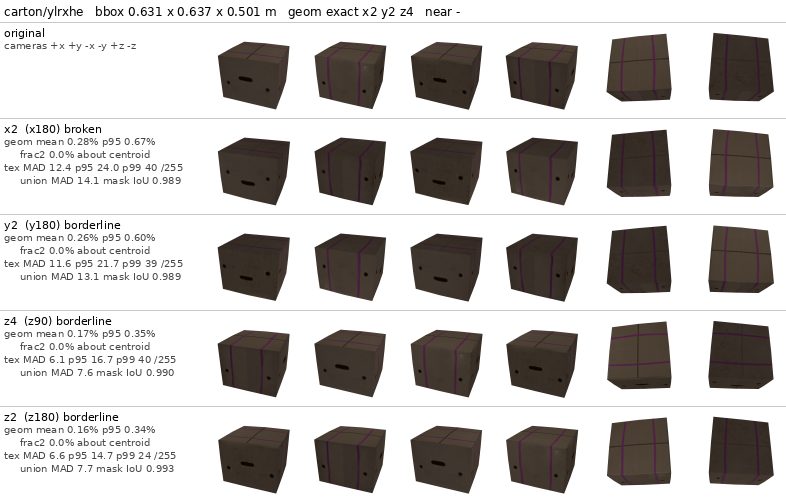 carton/ylrxhe bbox 0.631 x 0.637 x 0.501 m geom exact x2 y2 z4 near -
original
cameras +x +y -x -y +z -z
x2 (x180) broken
geom mean 0.28% p95 0.67%
frac2 0.0% about centroid
tex MAD 12.4 p95 24.0 p99 40 /255
union MAD 14.1 mask IoU 0.989
y2 (y180) borderline
geom mean 0.26% p95 0.60%
frac2 0.0% about centroid
tex MAD 11.6 p95 21.7 p99 39 /255
union MAD 13.1 mask IoU 0.989
z4 (z90) borderline
geom mean 0.17% p95 0.35%
frac2 0.0% about centroid
tex MAD 6.1 p95 16.7 p99 40 /255
union MAD 7.6 mask IoU 0.990
z2 (z180) borderline
geom mean 0.16% p95 0.34%
frac2 0.0% about centroid
tex MAD 6.6 p95 14.7 p99 24 /255
union MAD 7.7 mask IoU 0.993